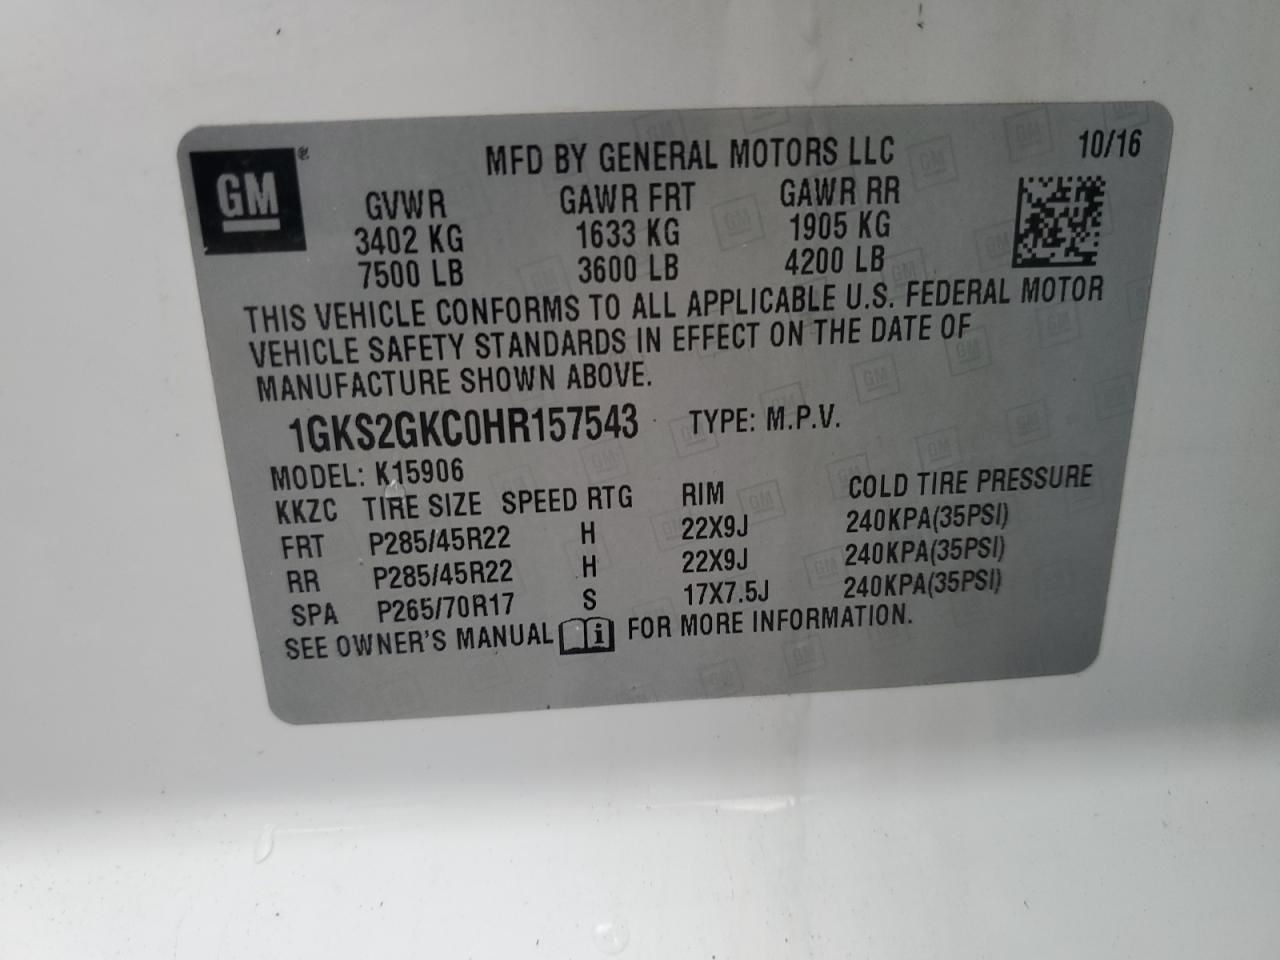 GM®
MFD BY GENERAL MOTORS LLC 10/16
GVWR GAWR FRT GAWR RR
3402 KG 1633 KG 1905 KG
7500 LB 3600 LB 4200 LB
THIS VEHICLE CONFORMS TO ALL APPLICABLE U.S. FEDERAL MOTOR
VEHICLE SAFETY STANDARDS IN EFFECT ON THE DATE OF
MANUFACTURE SHOWN ABOVE.
1GKS2GKC0HR157543 TYPE: M.P.V.
MODEL: K15906
KKZC TIRE SIZE SPEED RTG RIM COLD TIRE PRESSURE
FRT P285/45R22 H 22X9J 240KPA(35PSI)
RR P285/45R22 H 22X9J 240KPA(35PSI)
SPA P265/70R17 S 17X7.5J 240KPA(35PSI)
SEE OWNER'S MANUAL i FOR MORE INFORMATION.